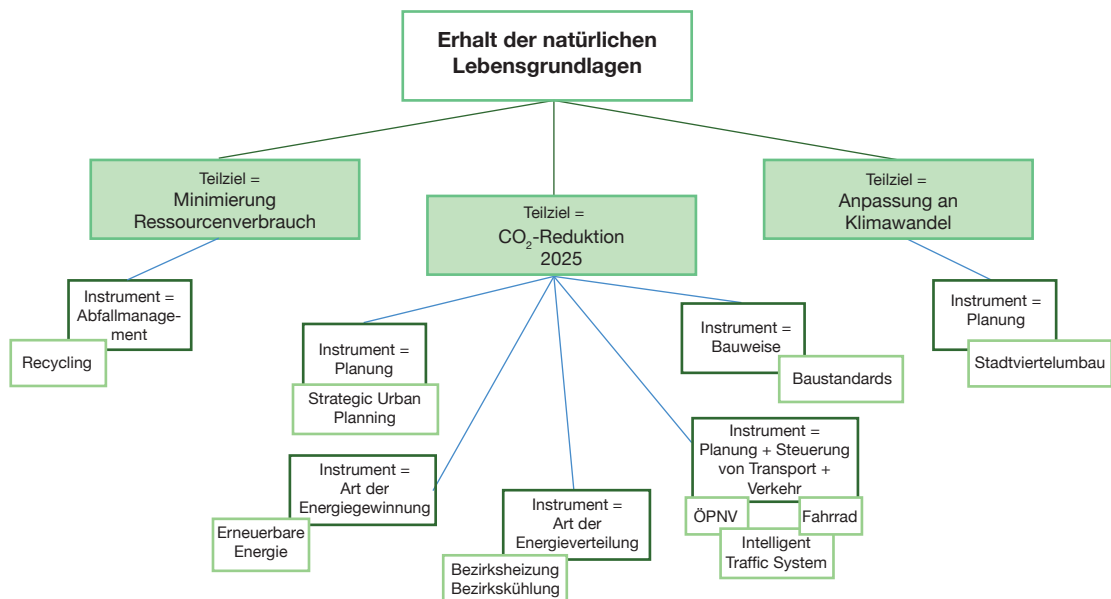 Erhalt der natürlichen
Lebensgrundlagen
Teilziel =
Minimierung
Ressourcenverbrauch
Teilziel =
CO₂-Reduktion
2025
Teilziel =
Anpassung an
Klimawandel
Instrument =
Abfallmanage-
ment
Recycling
Instrument =
Planung
Strategic Urban
Planning
Instrument =
Art der
Energiegewinnung
Erneuerbare
Energie
Instrument =
Art der
Energieverteilung
Bezirksheizung
Bezirkskühlung
Instrument =
Bauweise
Baustandards
Instrument =
Planung + Steuerung
von Transport +
Verkehr
ÖPNV
Fahrrad
Intelligent
Traffic System
Instrument =
Planung
Stadtviertelumbau